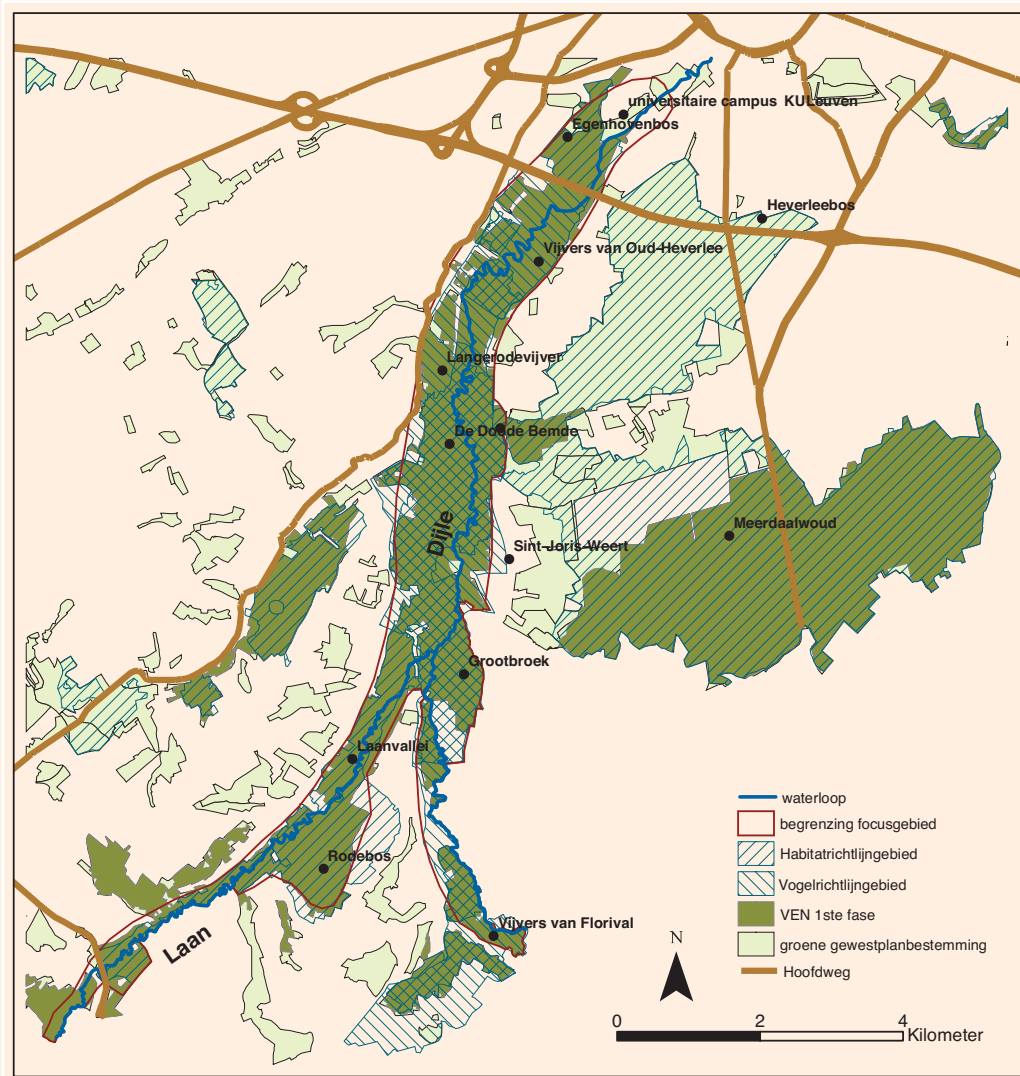 universitaire campus KULeuven
Egenhovenbos
Heverleebos
Vijvers van Oud-Heverlee
Langerodevijver
De Doode Bemde
Dijle
Meerdaalwoud
Sint-Joris-Weert
Grootbroek
Laanvallei
Rodebos
Laan
Vijvers van Florival
waterloop
begrenzing focusgebied
Habitatrichtlijngebied
Vogelrichtlijngebied
VEN 1ste fase
groene gewestplanbestemming
Hoofdweg
N
0 2 4
Kilometer